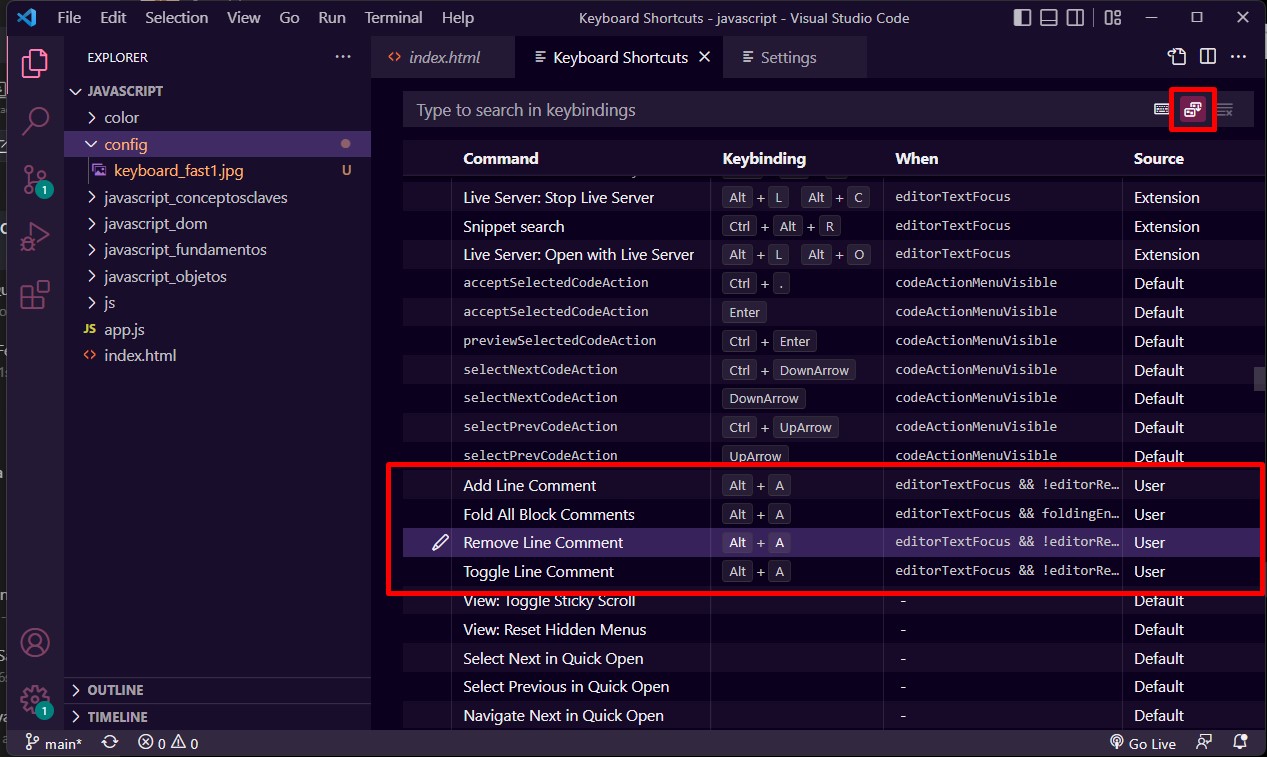 File Edit Selection View Go Run Terminal Help Keyboard Shortcuts - javascript - Visual Studio Code
EXPLORER
JAVASCRIPT
color
config
keyboard_fast1.jpg U
javascript_conceptosclaves
javascript_dom
javascript_fundamentos
javascript_objetos
js
JS app.js
index.html
OUTLINE
TIMELINE
1
1
index.html Keyboard Shortcuts Settings
Type to search in keybindings
Command Keybinding When Source
Live Server: Stop Live Server Alt + L Alt + C editorTextFocus Extension
Snippet search Ctrl + Alt + R editorTextFocus Extension
Live Server: Open with Live Server Alt + L Alt + O editorTextFocus Extension
acceptSelectedCodeAction Ctrl + . codeActionMenuVisible Default
acceptSelectedCodeAction Enter codeActionMenuVisible Default
previewSelectedCodeAction Ctrl + Enter codeActionMenuVisible Default
selectNextCodeAction Ctrl + DownArrow codeActionMenuVisible Default
selectNextCodeAction DownArrow codeActionMenuVisible Default
selectPrevCodeAction Ctrl + UpArrow codeActionMenuVisible Default
selectPrevCodeAction UpArrow codeActionMenuVisible Default
Add Line Comment Alt + A editorTextFocus && !editorRe… User
Fold All Block Comments Alt + A editorTextFocus && foldingEn… User
Remove Line Comment Alt + A editorTextFocus && !editorRe… User
Toggle Line Comment Alt + A editorTextFocus && !editorRe… User
View: Toggle Sticky Scroll - Default
View: Reset Hidden Menus - Default
Select Next in Quick Open - Default
Select Previous in Quick Open - Default
Navigate Next in Quick Open - Default
main* 0 0 Go Live